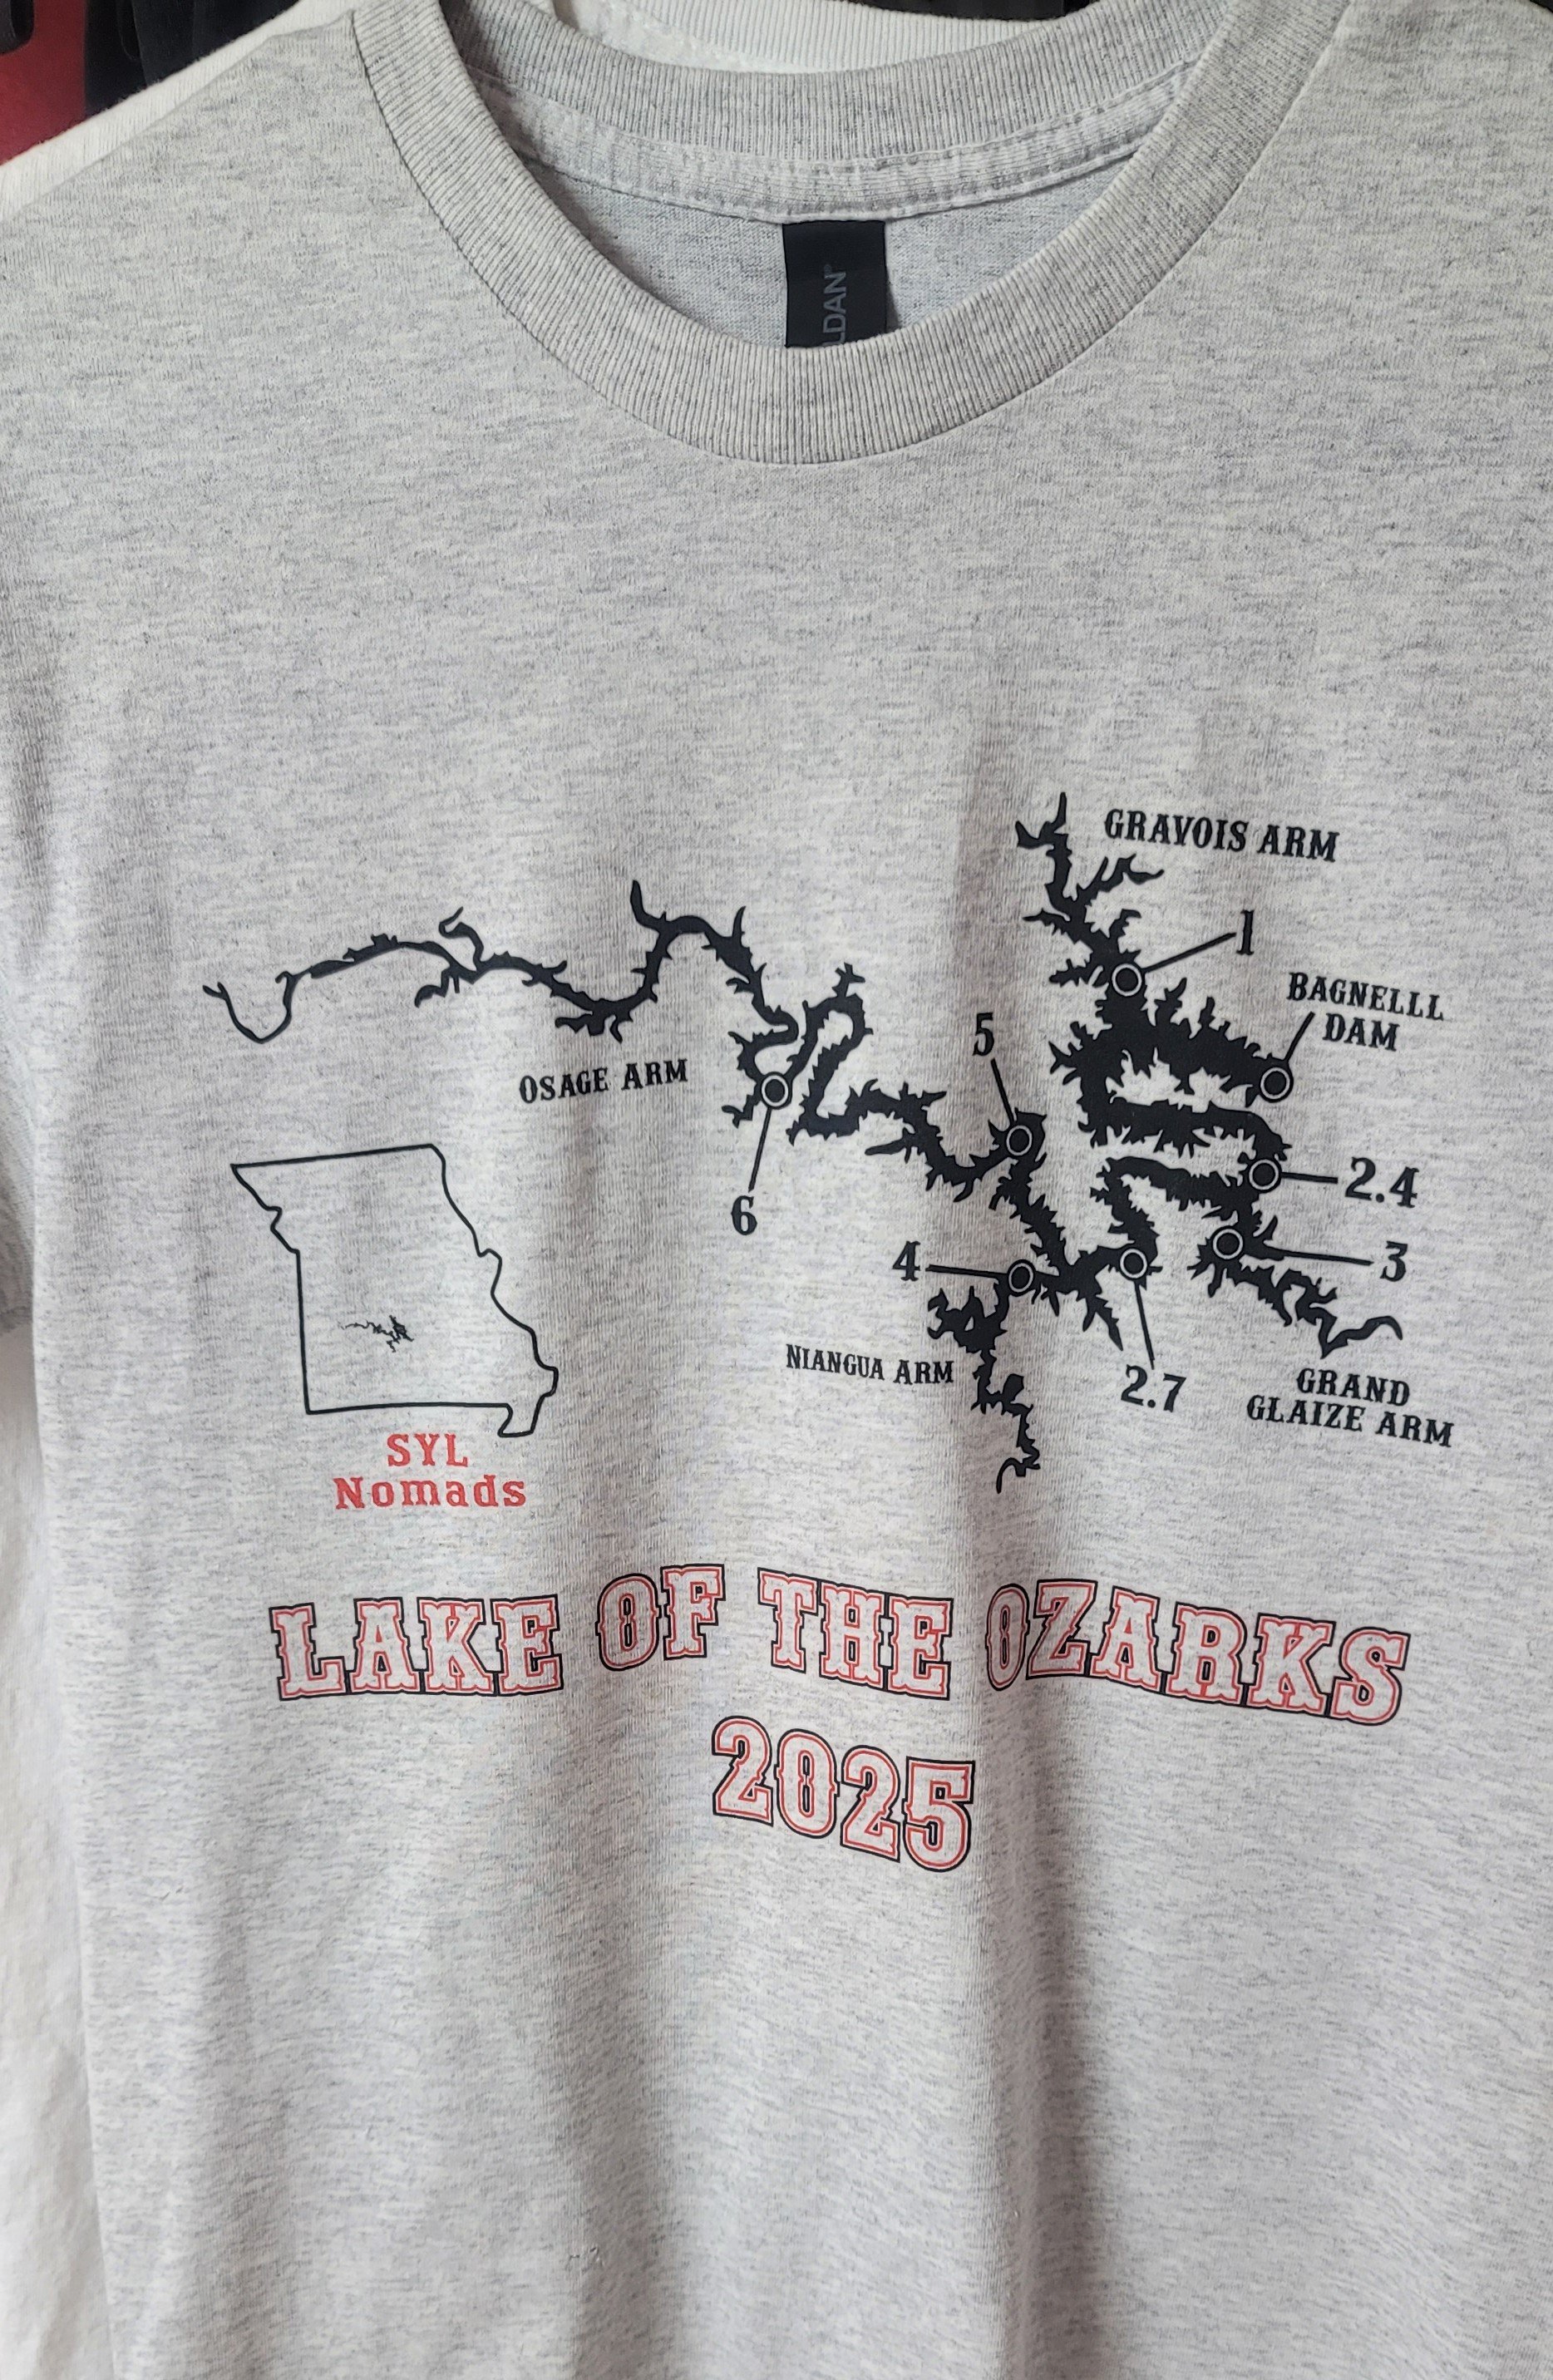 LDAN®
GRAVOIS ARM
1
BAGNELLL
DAM
5
OSAGE ARM
6
2.4
4
3
NIANGUA ARM
2.7
GRAND
GLAIZE ARM
SYL
Nomads
LAKE OF THE OZARKS
2025